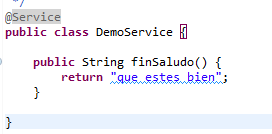 */
@Service
public class DemoService {
public String finSaludo() {
return "que estes bien";
}
}